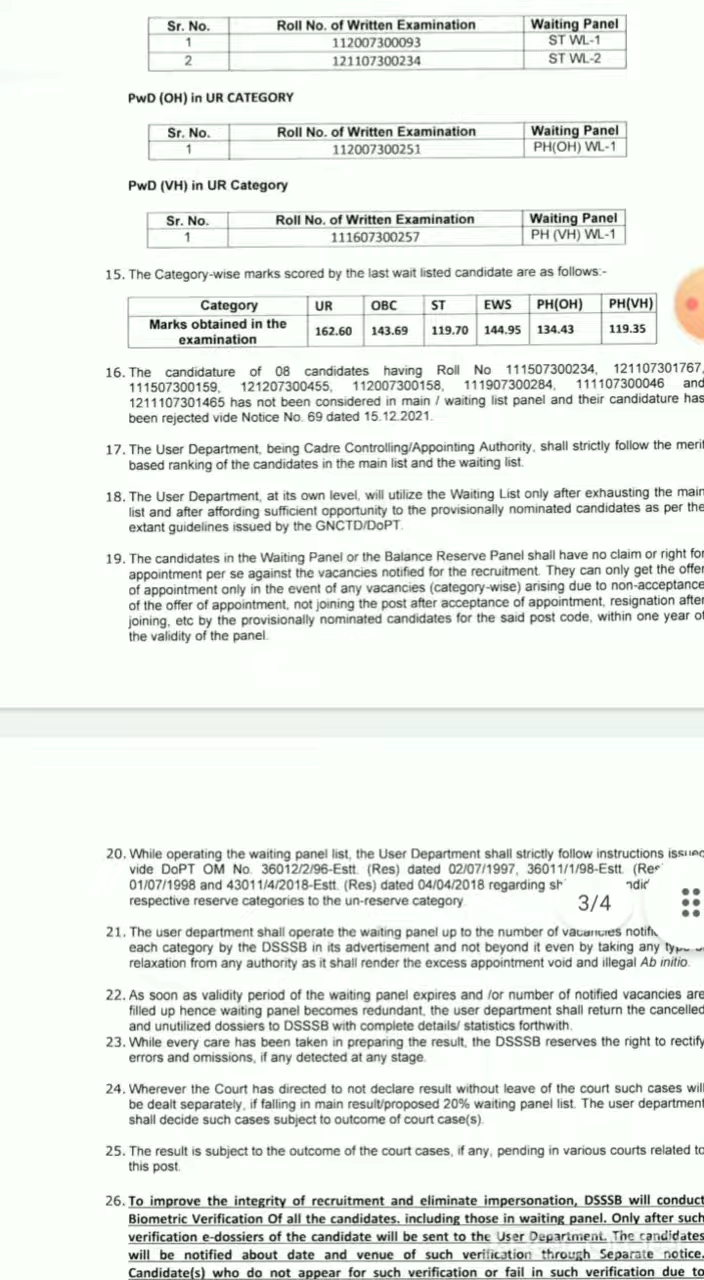 Sr. No. Roll No. of Written Examination Waiting Panel
1 112007300093 ST WL-1
2 121107300234 ST WL-2
PwD (OH) in UR CATEGORY
Sr. No. Roll No. of Written Examination Waiting Panel
1 112007300251 PH(OH) WL-1
PwD (VH) in UR Category
Sr. No. Roll No. of Written Examination Waiting Panel
1 111607300257 PH (VH) WL-1
15. The Category-wise marks scored by the last wait listed candidate are as follows:-
Category UR OBC ST EWS PH(OH) PH(VH)
Marks obtained in the examination 162.60 143.69 119.70 144.95 134.43 119.35
16. The candidature of 08 candidates having Roll No 111507300234, 121107301767,
111507300159, 121207300455, 112007300158, 111907300284, 111107300046 and
1211107301465 has not been considered in main / waiting list panel and their candidature has
been rejected vide Notice No. 69 dated 15.12.2021.
17. The User Department, being Cadre Controlling/Appointing Authority, shall strictly follow the merit
based ranking of the candidates in the main list and the waiting list.
18. The User Department, at its own level, will utilize the Waiting List only after exhausting the main
list and after affording sufficient opportunity to the provisionally nominated candidates as per the
extant guidelines issued by the GNCTD/DoPT.
19. The candidates in the Waiting Panel or the Balance Reserve Panel shall have no claim or right for
appointment per se against the vacancies notified for the recruitment. They can only get the offer
of appointment only in the event of any vacancies (category-wise) arising due to non-acceptance
of the offer of appointment, not joining the post after acceptance of appointment, resignation after
joining, etc by the provisionally nominated candidates for the said post code, within one year of
the validity of the panel.
20. While operating the waiting panel list, the User Department shall strictly follow instructions issued
vide DoPT OM No. 36012/2/96-Estt. (Res) dated 02/07/1997, 36011/1/98-Estt. (Res
01/07/1998 and 43011/4/2018-Estt. (Res) dated 04/04/2018 regarding
respective reserve categories to the un-reserve category.
3/4
21. The user department shall operate the waiting panel up to the number of vacancies
each category by the DSSSB in its advertisement and not beyond it even by taking any
relaxation from any authority as it shall render the excess appointment void and illegal Ab initio.
22. As soon as validity period of the waiting panel expires and /or number of notified vacancies are
filled up hence waiting panel becomes redundant, the user department shall return the cancelled
and unutilized dossiers to DSSSB with complete details/ statistics forthwith.
23. While every care has been taken in preparing the result, the DSSSB reserves the right to rectify
errors and omissions, if any detected at any stage.
24. Wherever the Court has directed to not declare result without leave of the court such cases will
be dealt separately, if falling in main result/proposed 20% waiting panel list. The user department
shall decide such cases subject to outcome of court case(s).
25. The result is subject to the outcome of the court cases, if any, pending in various courts related to
this post.
26. To improve the integrity of recruitment and eliminate impersonation, DSSSB will conduct
Biometric Verification Of all the candidates. including those in waiting panel. Only after such
verification e-dossiers of the candidate will be sent to the User Department. The candidates
will be notified about date and venue of such verification through Separate notice.
Candidate(s) who do not appear for such verification or fail in such verification due to